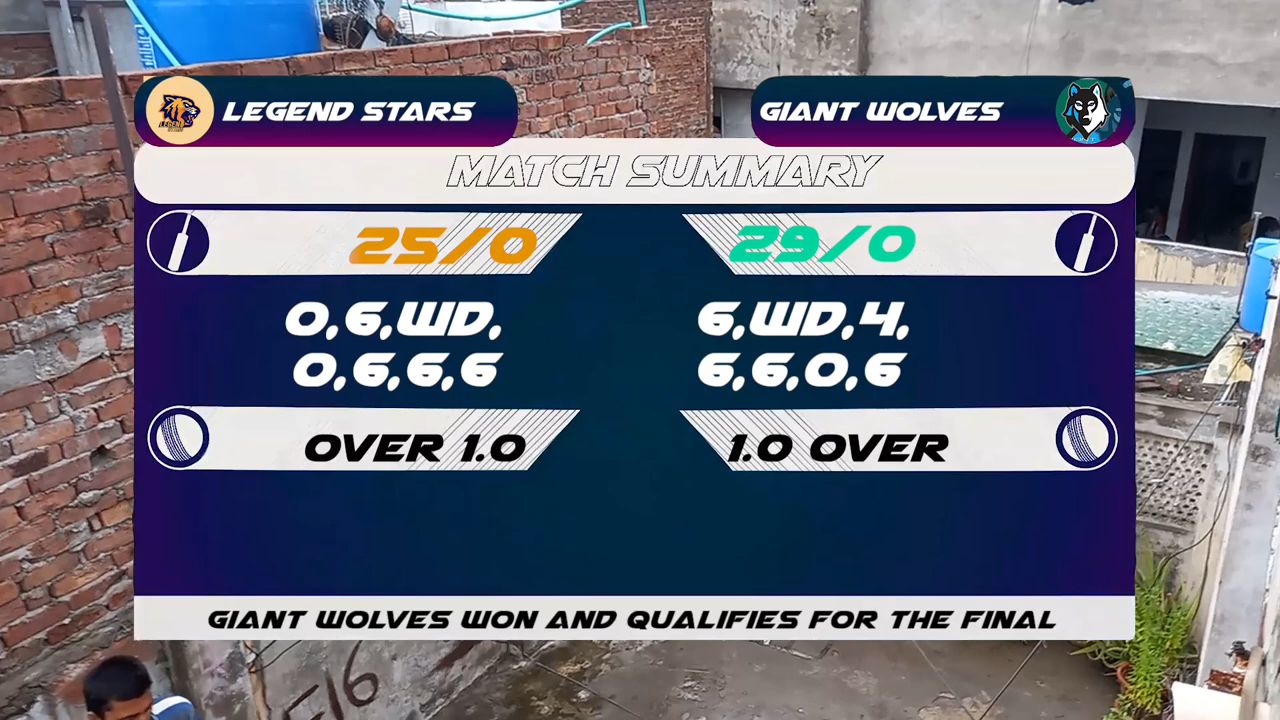 LEGEND STARS
GIANT WOLVES
MATCH SUMMARY
25/0
29/0
0,6,WD,
0,6,6,6
6,WD,4,
6,6,0,6
OVER 1.0
1.0 OVER
GIANT WOLVES WON AND QUALIFIES FOR THE FINAL